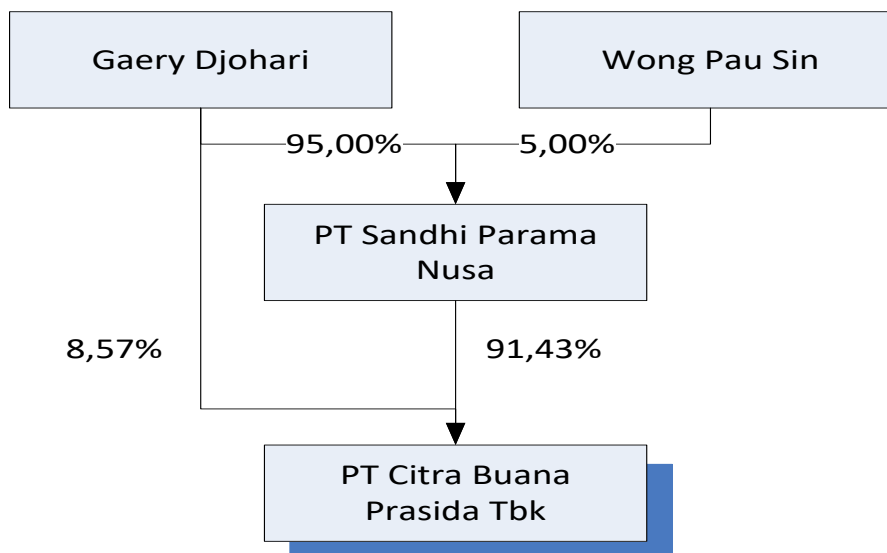 Gaery Djohari
Wong Pau Sin
95,00%
5,00%
PT Sandhi Parama
Nusa
8,57%
91,43%
PT Citra Buana
Prasida Tbk